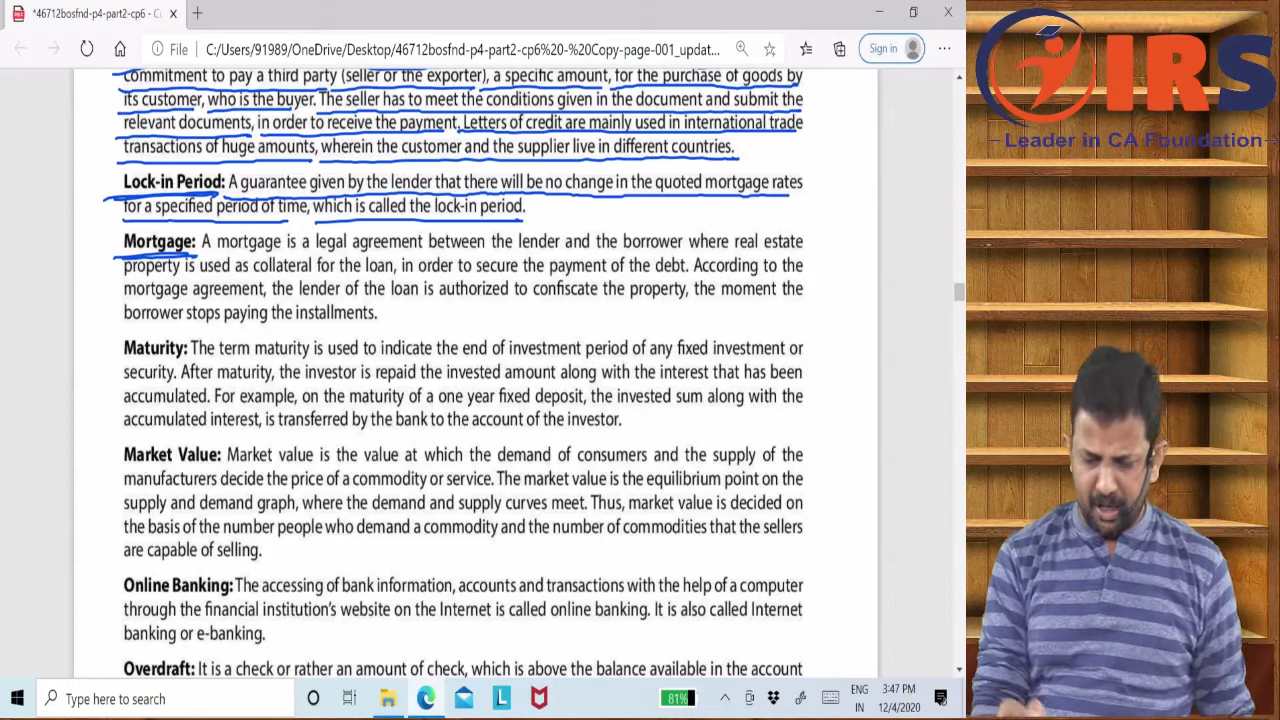 *46712bosfnd-p4-part2-cp6 - C
File
C:/Users/91989/OneDrive/Desktop/46712bosfnd-p4-part2-cp6%20-%20Copy-page-001_updat...
Sign in
commitment to pay a third party (seller or the exporter), a specific amount, for the purchase of goods by
its customer, who is the buyer. The seller has to meet the conditions given in the document and submit the
relevant documents, in order to receive the payment. Letters of credit are mainly used in international trade
transactions of huge amounts, wherein the customer and the supplier live in different countries.
Lock-in Period: A guarantee given by the lender that there will be no change in the quoted mortgage rates
for a specified period of time, which is called the lock-in period.
Mortgage: A mortgage is a legal agreement between the lender and the borrower where real estate
property is used as collateral for the loan, in order to secure the payment of the debt. According to the
mortgage agreement, the lender of the loan is authorized to confiscate the property, the moment the
borrower stops paying the installments.
Maturity: The term maturity is used to indicate the end of investment period of any fixed investment or
security. After maturity, the investor is repaid the invested amount along with the interest that has been
accumulated. For example, on the maturity of a one year fixed deposit, the invested sum along with the
accumulated interest, is transferred by the bank to the account of the investor.
Market Value: Market value is the value at which the demand of consumers and the supply of the
manufacturers decide the price of a commodity or service. The market value is the equilibrium point on the
supply and demand graph, where the demand and supply curves meet. Thus, market value is decided on
the basis of the number people who demand a commodity and the number of commodities that the sellers
are capable of selling.
Online Banking: The accessing of bank information, accounts and transactions with the help of a computer
through the financial institution's website on the Internet is called online banking. It is also called Internet
banking or e-banking.
Overdraft: It is a check or rather an amount of check, which is above the balance available in the account
IRS
Leader in CA Foundation
Type here to search
L
81%
ENG
IN
3:47 PM
12/4/2020